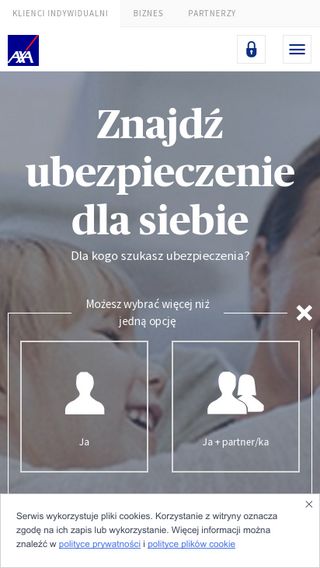 KLIENCI INDYWIDUALNI BIZNES PARTNERZY
AXA
Znajdź
ubezpieczenie
dla siebie
Dla kogo szukasz ubezpieczenia?
Możesz wybrać więcej niż
jedną opcję
Ja
Ja + partner/ka
Serwis wykorzystuje pliki cookies. Korzystanie z witryny oznacza
zgodę na ich zapis lub wykorzystanie. Więcej informacji można
znaleźć w polityce prywatności i polityce plików cookie